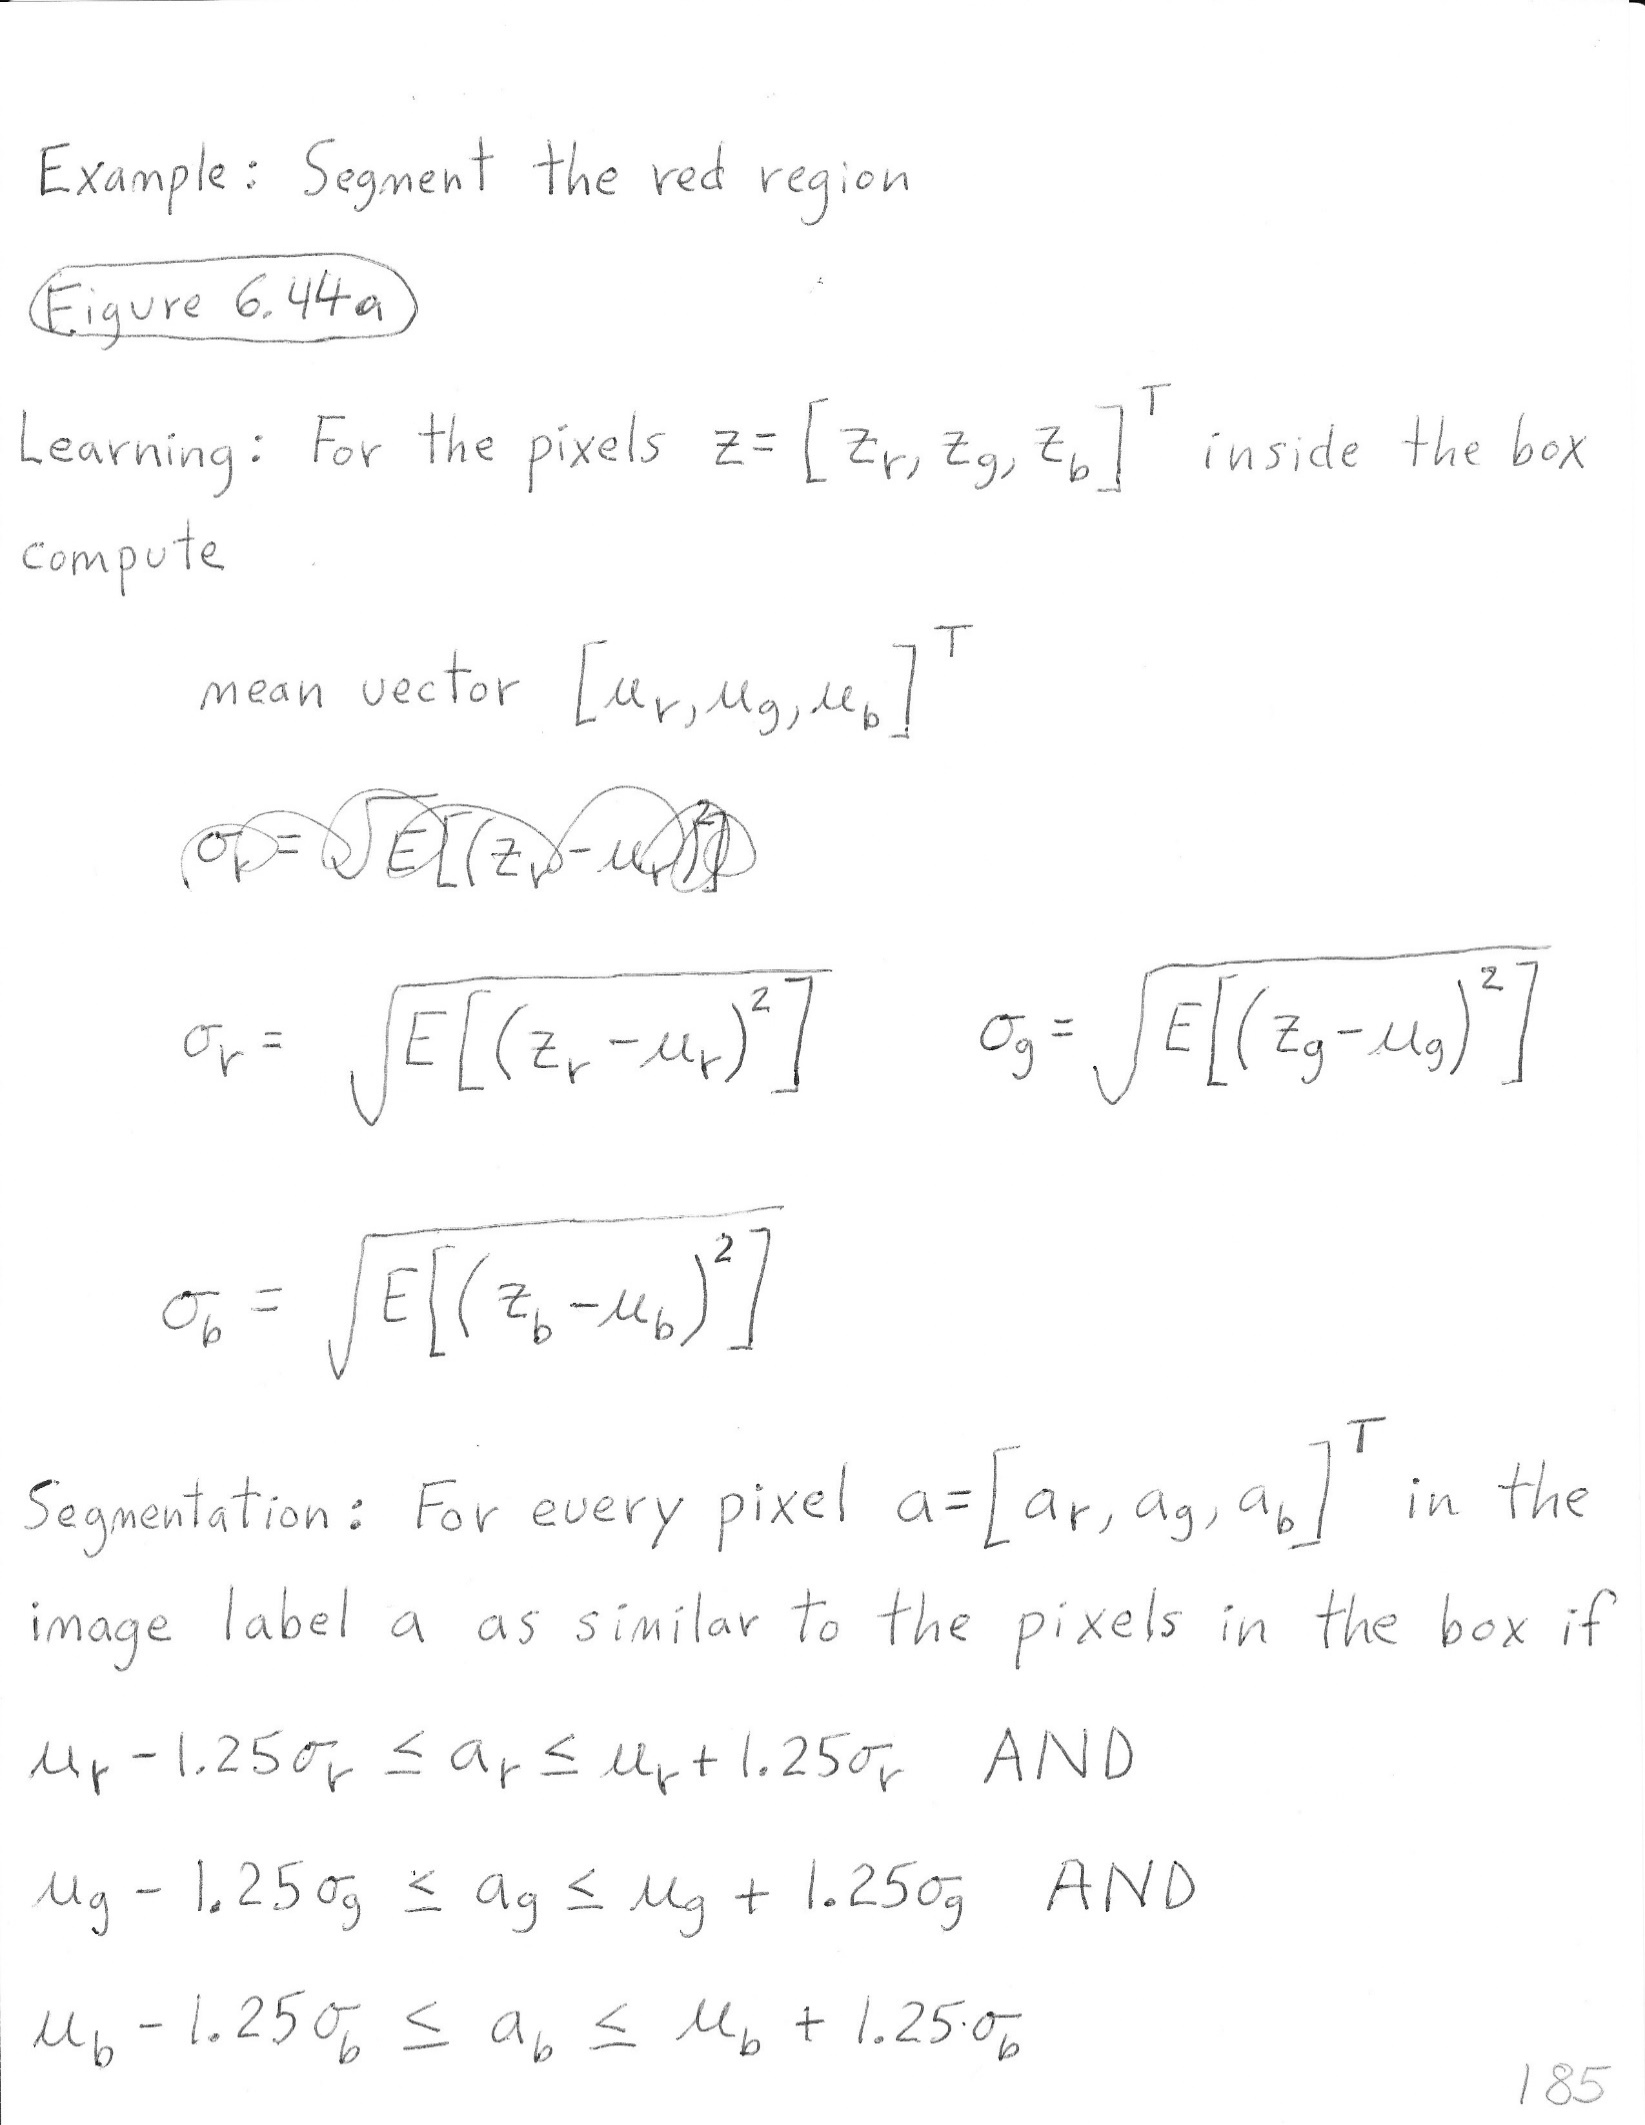 Example: Segment the red region
Figure 6.44a
Learning: For the pixels z = [z_r, z_g, z_b]^T inside the box
compute
mean vector [μ_r, μ_g, μ_b]^T
σ_r = √E[(z_r - μ_r)^2]
σ_r = √E[(z_r - μ_r)^2] σ_g = √E[(z_g - μ_g)^2]
σ_b = √E[(z_b - μ_b)^2]
Segmentation: For every pixel a = [a_r, a_g, a_b]^T in the
image label a as similar to the pixels in the box if
μ_r - 1.25σ_r ≤ a_r ≤ μ_r + 1.25σ_r AND
μ_g - 1.25σ_g ≤ a_g ≤ μ_g + 1.25σ_g AND
μ_b - 1.25σ_b ≤ a_b ≤ μ_b + 1.25·σ_b
185